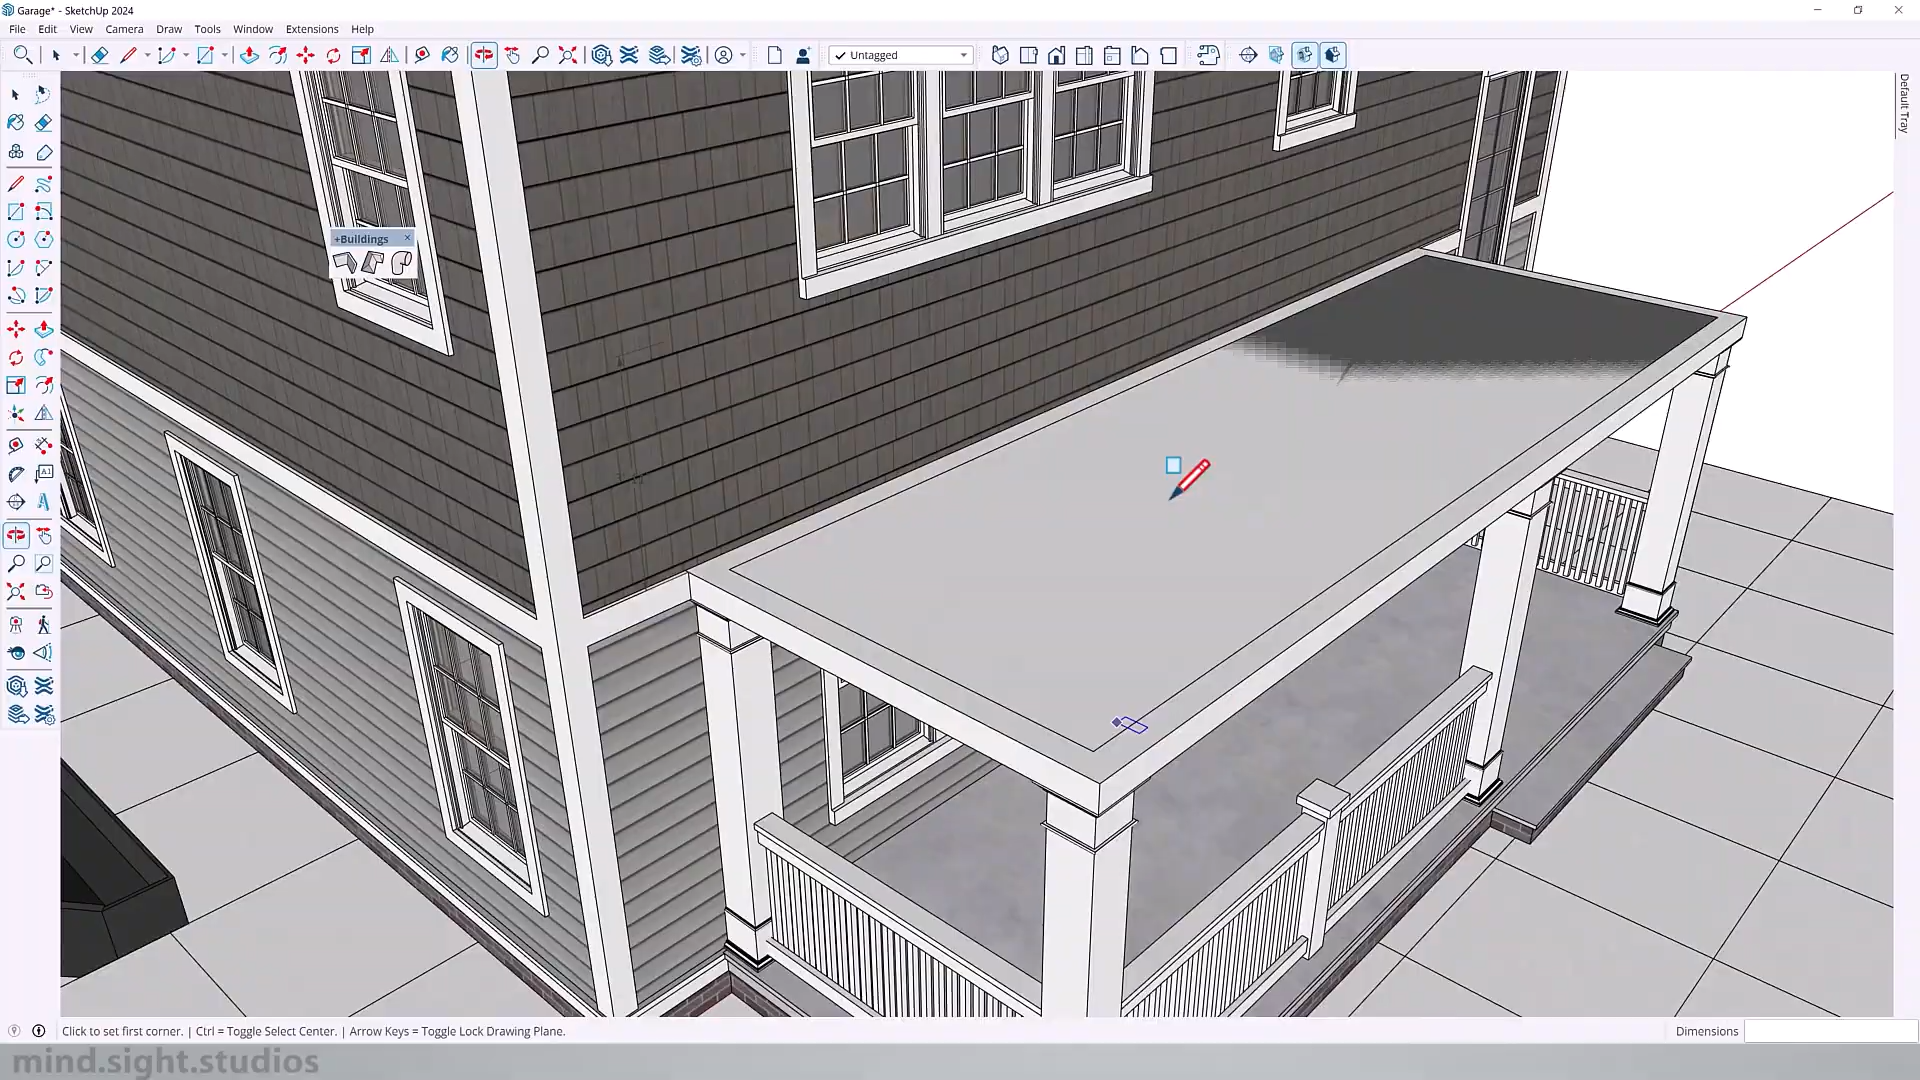 Garage* - SketchUp 2024
File Edit View Camera Draw Tools Window Extensions Help
Untagged
Default Tray
+Buildings
A1
Click to set first corner. | Ctrl = Toggle Select Center. | Arrow Keys = Toggle Lock Drawing Plane.
Dimensions
mind.sight.studios